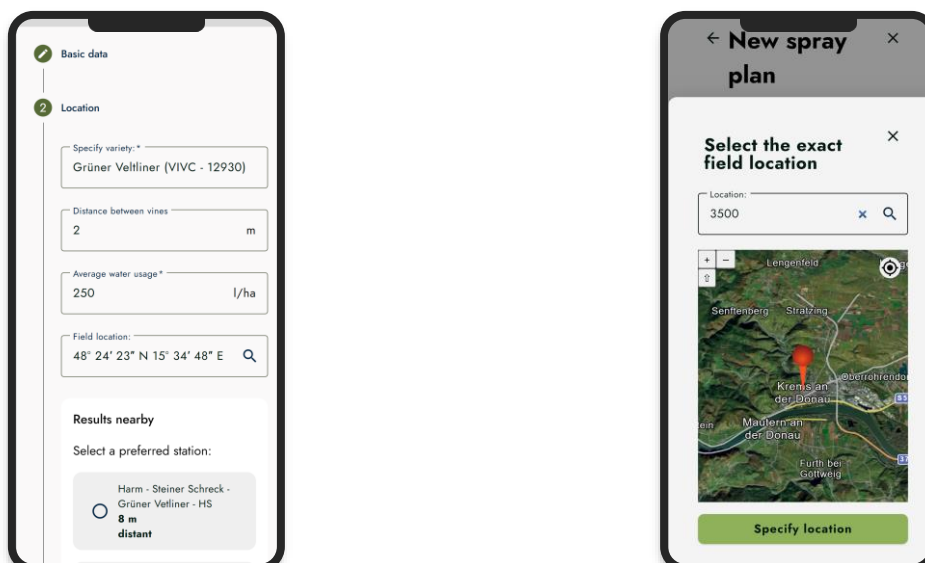 Basic data
2 Location
Specify variety:*
Grüner Veltliner (VIVC - 12930)
Distance between vines
2 m
Average water usage*
250 l/ha
Field location:
48° 24′ 23″ N 15° 34′ 48″ E
Results nearby
Select a preferred station:
Harm - Steiner Schreck -
Grüner Vetliner - HS
8 m
distant
New spray
plan
Select the exact
field location
Location:
3500
Lengenfeld
Senftenberg
Stratzing
Krems an
der Donau
Oberrohrendo
Mautern an
der Donau
Furth bei
Göttweig
Specify location